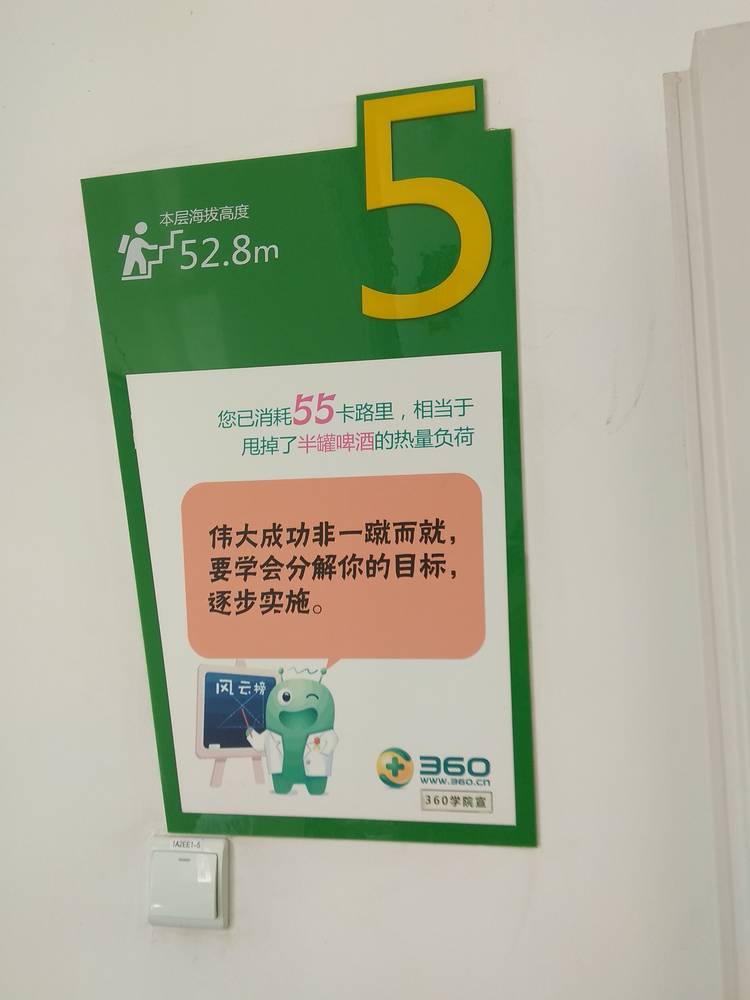 5
本层海拔高度
52.8m
您已消耗55卡路里，相当于
甩掉了半罐啤酒的热量负荷
伟大成功非一蹴而就，
要学会分解你的目标，
逐步实施。
风云榜
360
www.360.cn
360学院宣
1A2EE1-5